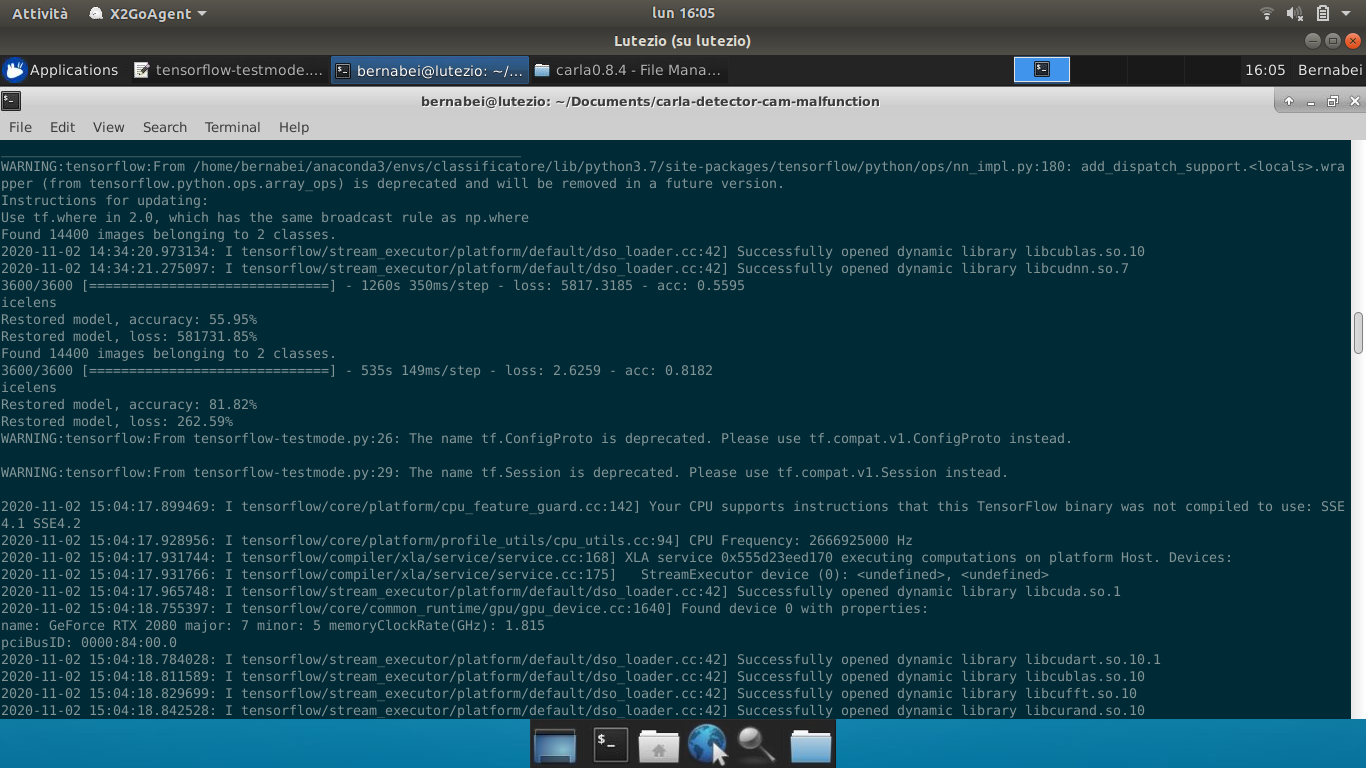 Attività X2GoAgent lun 16:05
Lutezio (su lutezio)
Applications tensorflow-testmode.... bernabei@lutezio: ~/... carla0.8.4 - File Mana... 16:05 Bernabei
bernabei@lutezio: ~/Documents/carla-detector-cam-malfunction
File Edit View Search Terminal Help
WARNING:tensorflow:From /home/bernabei/anaconda3/envs/classificatore/lib/python3.7/site-packages/tensorflow/python/ops/nn_impl.py:180: add_dispatch_support.<locals>.wra
pper (from tensorflow.python.ops.array_ops) is deprecated and will be removed in a future version.
Instructions for updating:
Use tf.where in 2.0, which has the same broadcast rule as np.where
Found 14400 images belonging to 2 classes.
2020-11-02 14:34:20.973134: I tensorflow/stream_executor/platform/default/dso_loader.cc:42] Successfully opened dynamic library libcublas.so.10
2020-11-02 14:34:21.275097: I tensorflow/stream_executor/platform/default/dso_loader.cc:42] Successfully opened dynamic library libcudnn.so.7
3600/3600 [==============================] - 1260s 350ms/step - loss: 5817.3185 - acc: 0.5595
icelens
Restored model, accuracy: 55.95%
Restored model, loss: 581731.85%
Found 14400 images belonging to 2 classes.
3600/3600 [==============================] - 535s 149ms/step - loss: 2.6259 - acc: 0.8182
icelens
Restored model, accuracy: 81.82%
Restored model, loss: 262.59%
WARNING:tensorflow:From tensorflow-testmode.py:26: The name tf.ConfigProto is deprecated. Please use tf.compat.v1.ConfigProto instead.
WARNING:tensorflow:From tensorflow-testmode.py:29: The name tf.Session is deprecated. Please use tf.compat.v1.Session instead.
2020-11-02 15:04:17.899469: I tensorflow/core/platform/cpu_feature_guard.cc:142] Your CPU supports instructions that this TensorFlow binary was not compiled to use: SSE
4.1 SSE4.2
2020-11-02 15:04:17.928956: I tensorflow/core/platform/profile_utils/cpu_utils.cc:94] CPU Frequency: 2666925000 Hz
2020-11-02 15:04:17.931744: I tensorflow/compiler/xla/service/service.cc:168] XLA service 0x555d23eed170 executing computations on platform Host. Devices:
2020-11-02 15:04:17.931766: I tensorflow/compiler/xla/service/service.cc:175]   StreamExecutor device (0): <undefined>, <undefined>
2020-11-02 15:04:17.965748: I tensorflow/stream_executor/platform/default/dso_loader.cc:42] Successfully opened dynamic library libcuda.so.1
2020-11-02 15:04:18.755397: I tensorflow/core/common_runtime/gpu/gpu_device.cc:1640] Found device 0 with properties:
name: GeForce RTX 2080 major: 7 minor: 5 memoryClockRate(GHz): 1.815
pciBusID: 0000:84:00.0
2020-11-02 15:04:18.784028: I tensorflow/stream_executor/platform/default/dso_loader.cc:42] Successfully opened dynamic library libcudart.so.10.1
2020-11-02 15:04:18.811589: I tensorflow/stream_executor/platform/default/dso_loader.cc:42] Successfully opened dynamic library libcublas.so.10
2020-11-02 15:04:18.829699: I tensorflow/stream_executor/platform/default/dso_loader.cc:42] Successfully opened dynamic library libcufft.so.10
2020-11-02 15:04:18.842528: I tensorflow/stream_executor/platform/default/dso_loader.cc:42] Successfully opened dynamic library libcurand.so.10